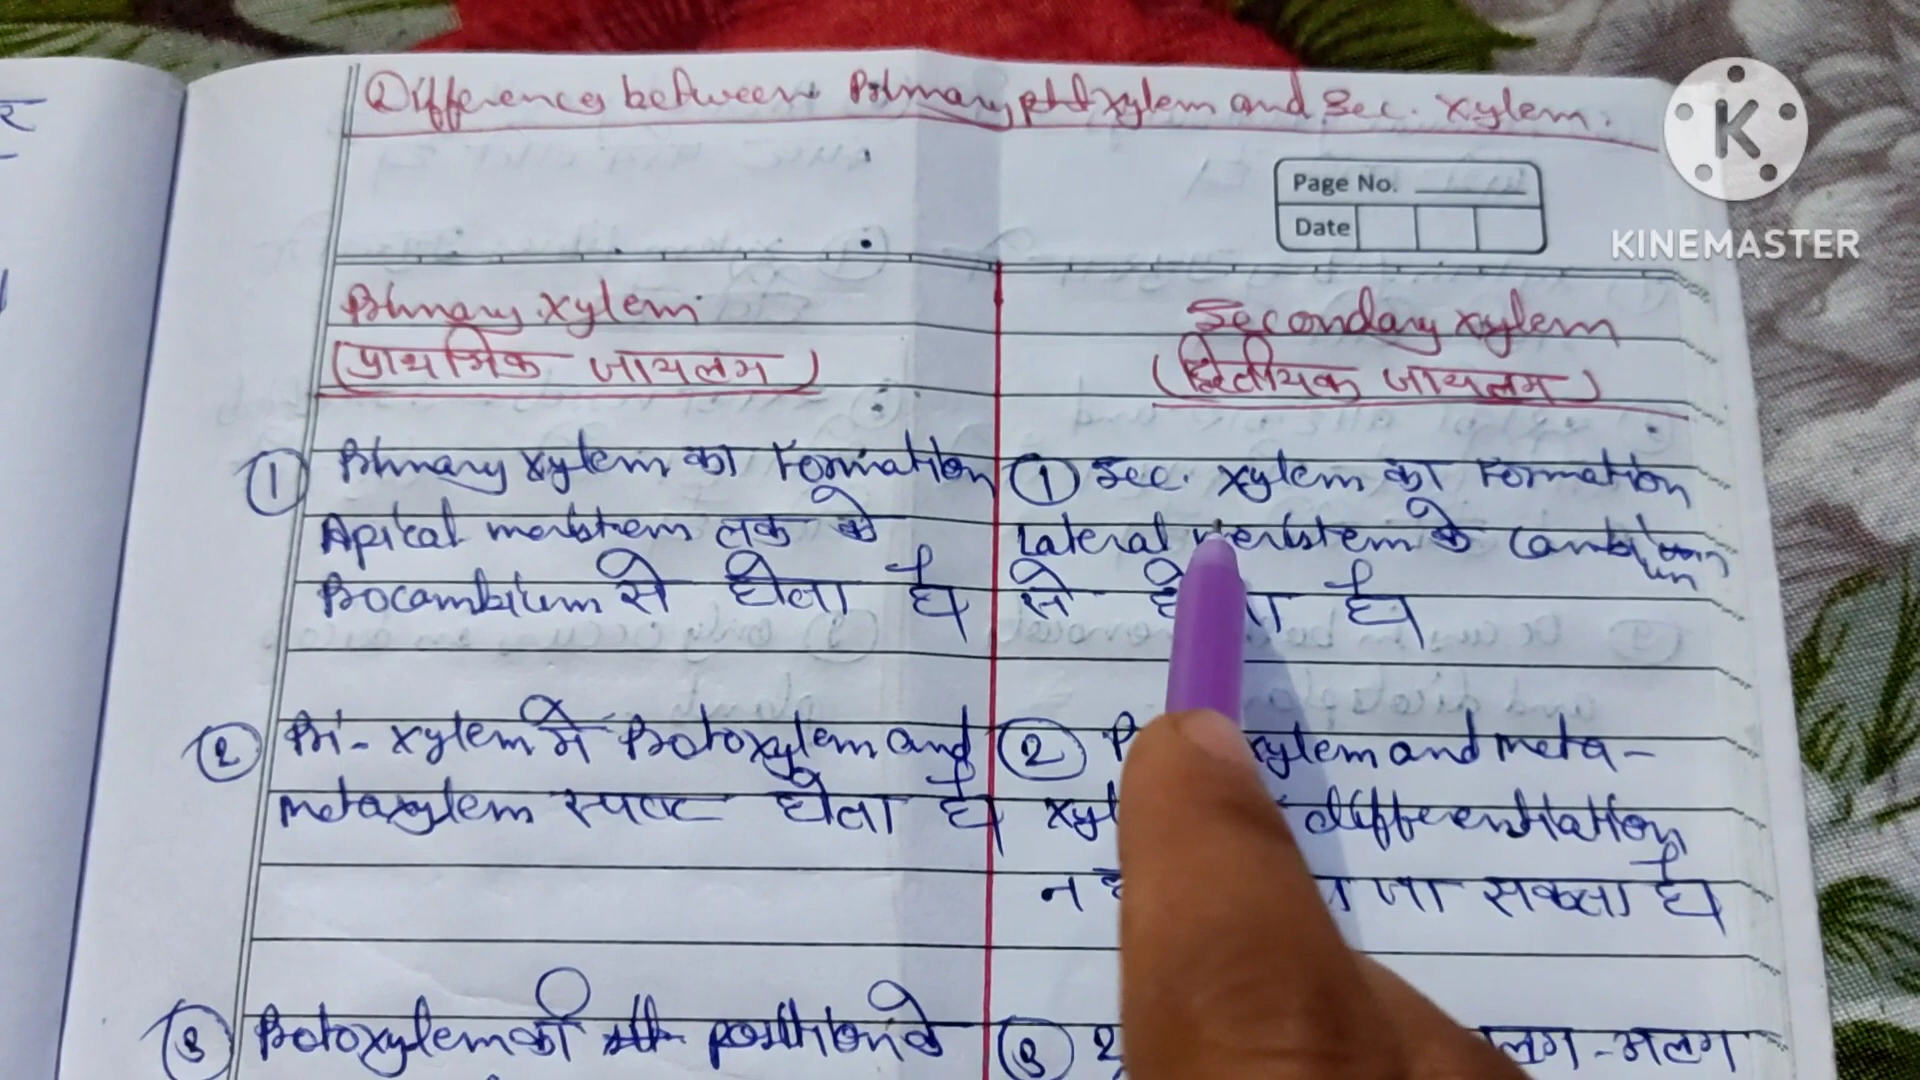 Differences between Primary xylem and Sec. xylem.
Page No.
Date
K
KINEMASTER
Primary xylem
(प्राथमिक जायलम)
① Primary xylem का Formation
Apical meristem तक के
Procambium से होता है
② Pri- xylem मे Protoxylem and
metaxylem स्पष्ट होता है
③ Protoxylem की position के
Secondary xylem
(द्वितीयक जायलम)
① Sec. xylem का Formation
Lateral meristem के Cambium
से है
② xylem and meta-
differentiation
न जा सकता है
③ अलग-अलग